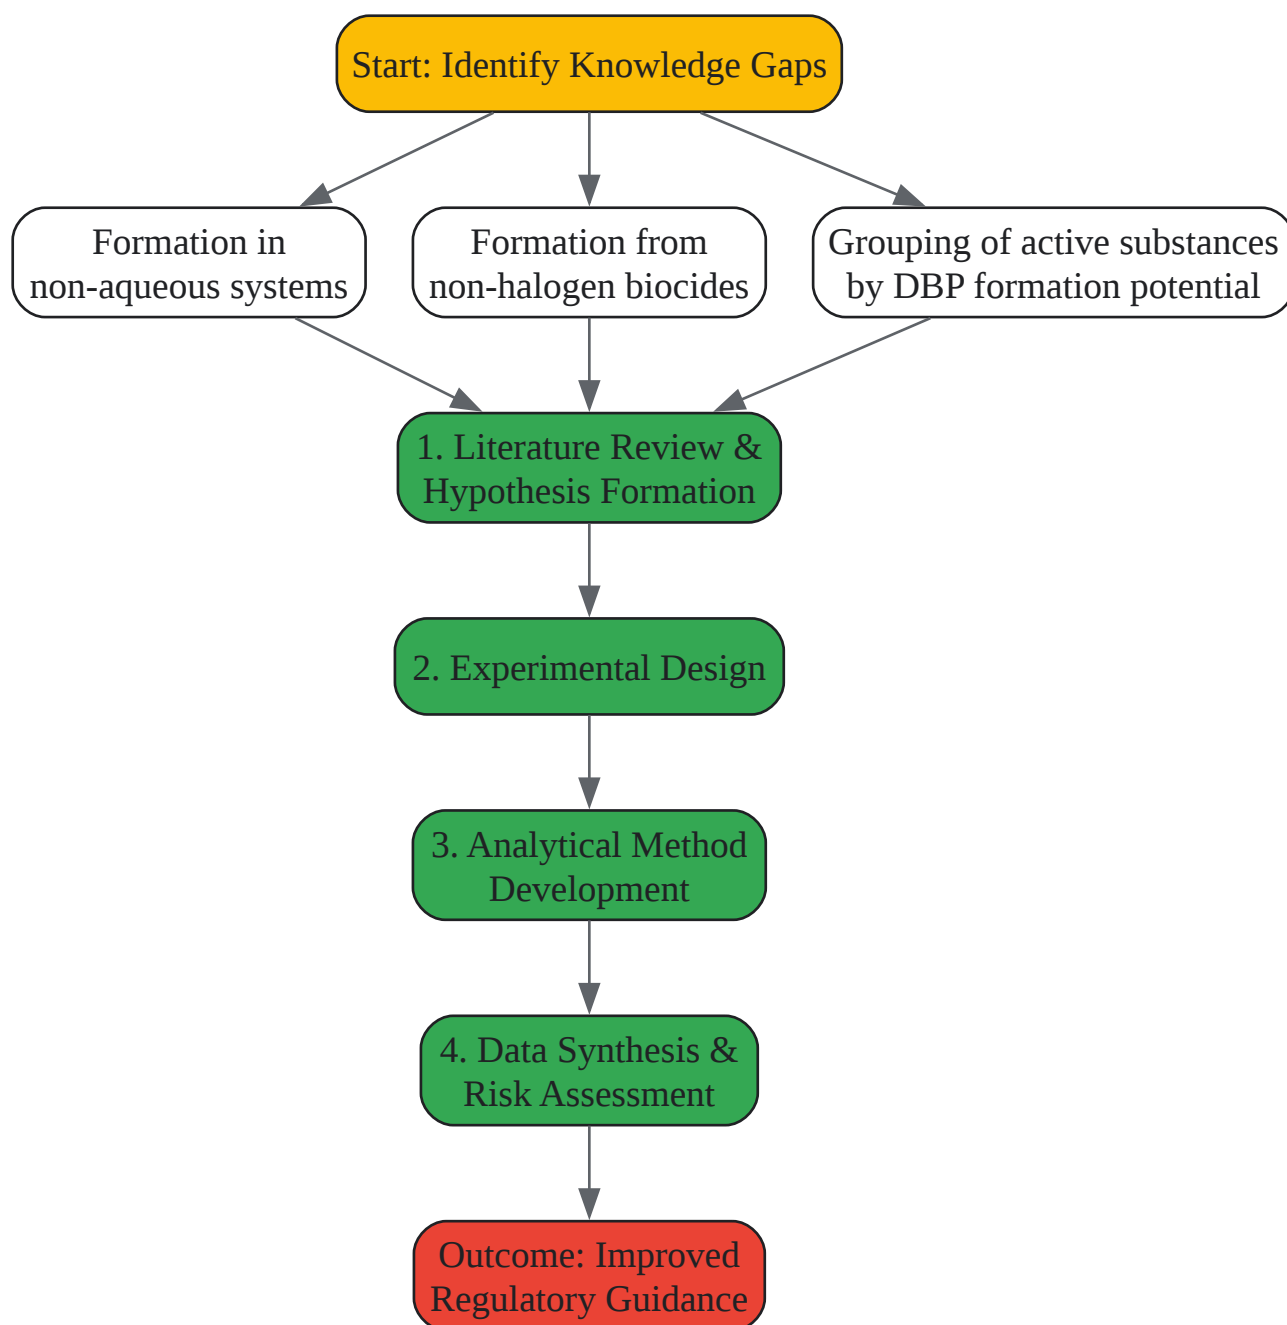 Start: Identify Knowledge Gaps
Formation in
non-aqueous systems
Formation from
non-halogen biocides
Grouping of active substances
by DBP formation potential
1. Literature Review &
Hypothesis Formation
2. Experimental Design
3. Analytical Method
Development
4. Data Synthesis &
Risk Assessment
Outcome: Improved
Regulatory Guidance